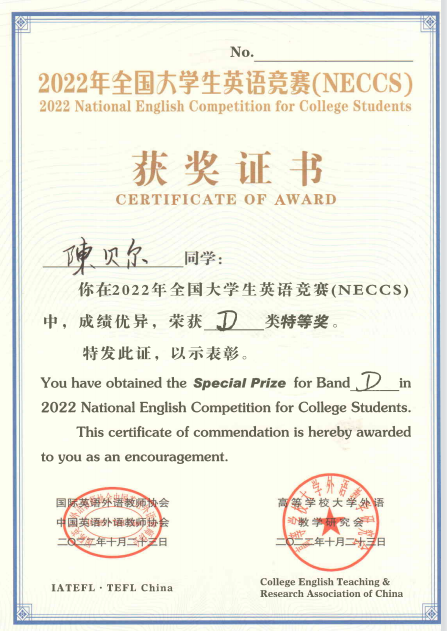 No.
2022年全国大学生英语竞赛(NECCS)
2022 National English Competition for College Students
获奖证书
CERTIFICATE OF AWARD
陳贝尔同学:
你在2022年全国大学生英语竞赛(NECCS)
中，成绩优异，荣获 D 类特等奖。
特发此证，以示表彰。
You have obtained the Special Prize for Band D in
2022 National English Competition for College Students.
This certificate of commendation is hereby awarded
to you as an encouragement.
国际英语外语教师协会
中国英语外语教师协会
二〇二二年十月二十三日
IATEFL · TEFL China
高等学校大学外语
教学研究会
二〇二二年十月二十三日
College English Teaching &
Research Association of China